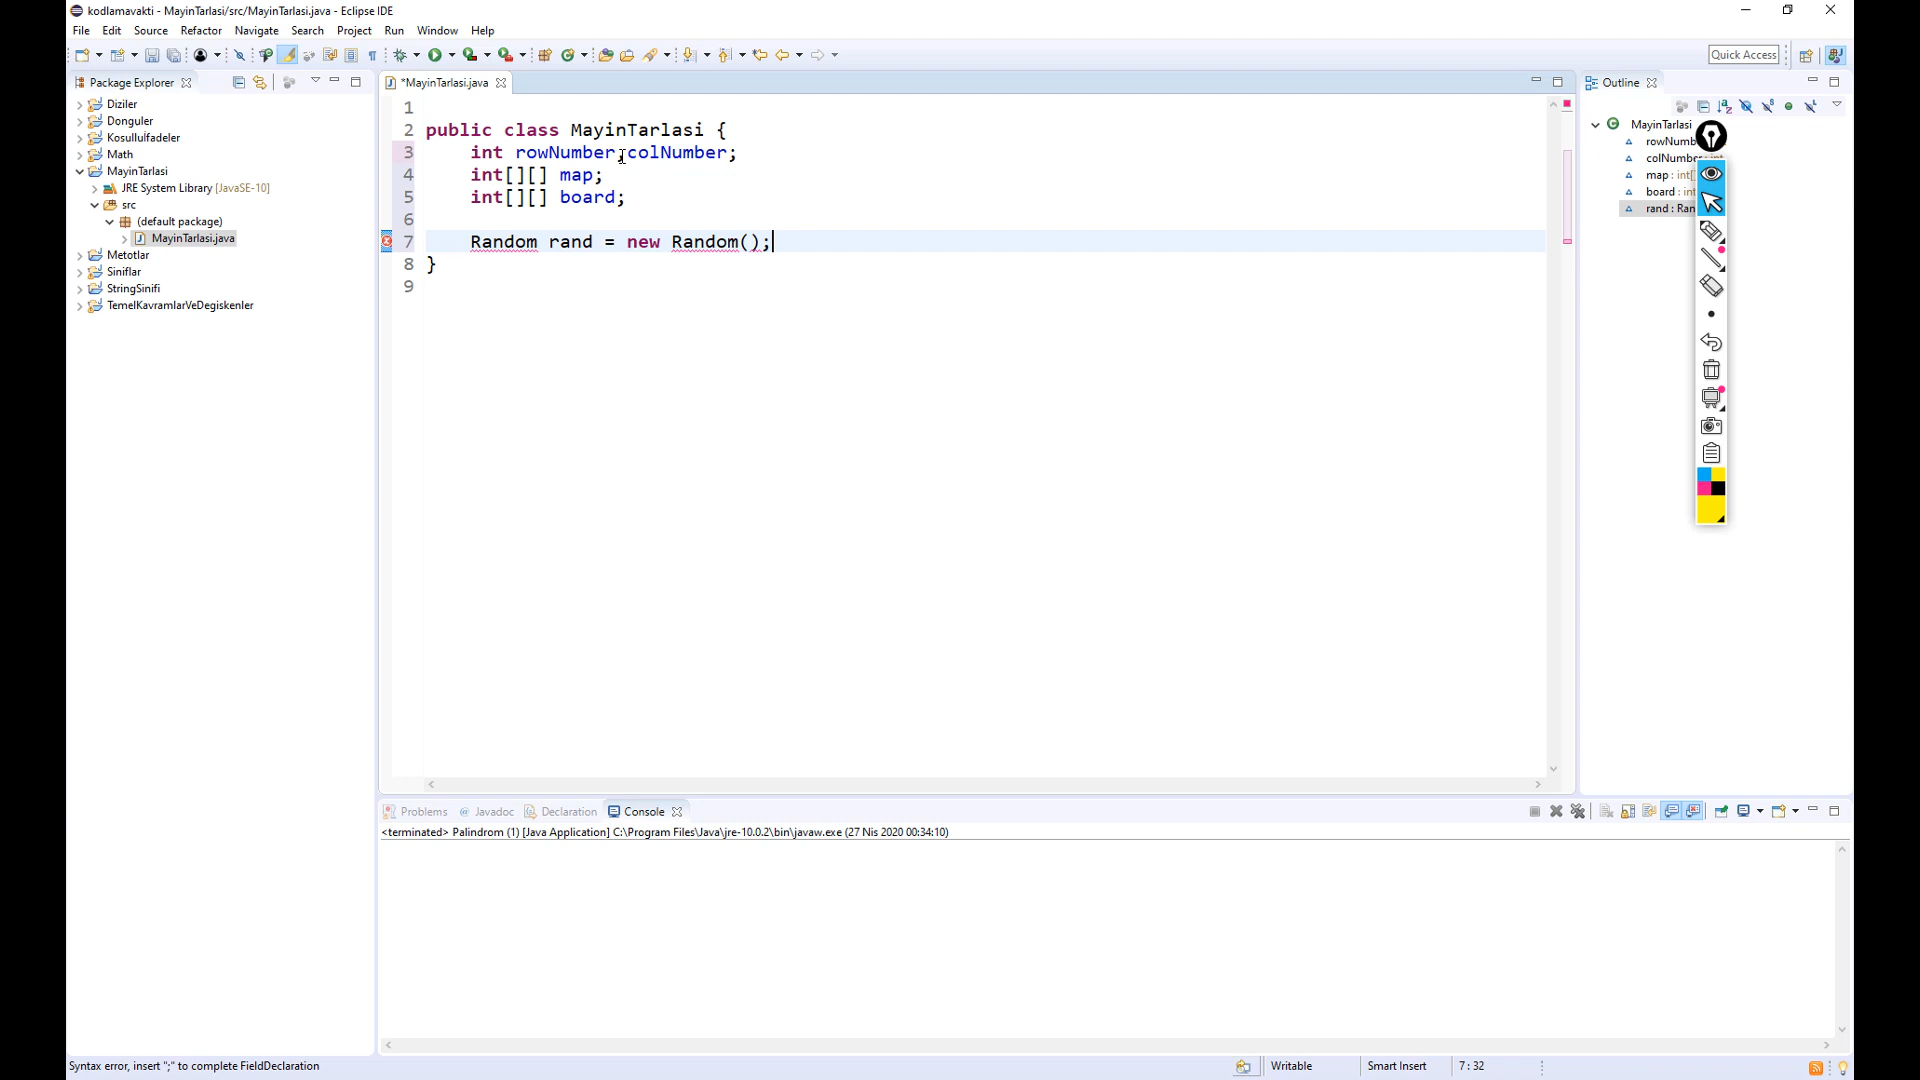 kodlamavakti - MayinTarlasi/src/MayinTarlasi.java - Eclipse IDE
File Edit Source Refactor Navigate Search Project Run Window Help
Quick Access
Package Explorer
Diziler
Donguler
KosulluIfadeler
Math
MayinTarlasi
JRE System Library [JavaSE-10]
src
(default package)
MayinTarlasi.java
Metotlar
Siniflar
StringSinifi
TemelKavramlarVeDegiskenler
*MayinTarlasi.java
1
2 public class MayinTarlasi {
3 int rowNumber,colNumber;
4 int[][] map;
5 int[][] board;
6
7 Random rand = new Random();
8 }
9
Outline
MayinTarlasi
rowNumb
colNumber : int
map : int[]
board : int
rand : Ran
Problems Javadoc Declaration Console
<terminated> Palindrom (1) [Java Application] C:\Program Files\Java\jre-10.0.2\bin\javaw.exe (27 Nis 2020 00:34:10)
Syntax error, insert ";" to complete FieldDeclaration
Writable Smart Insert 7 : 32